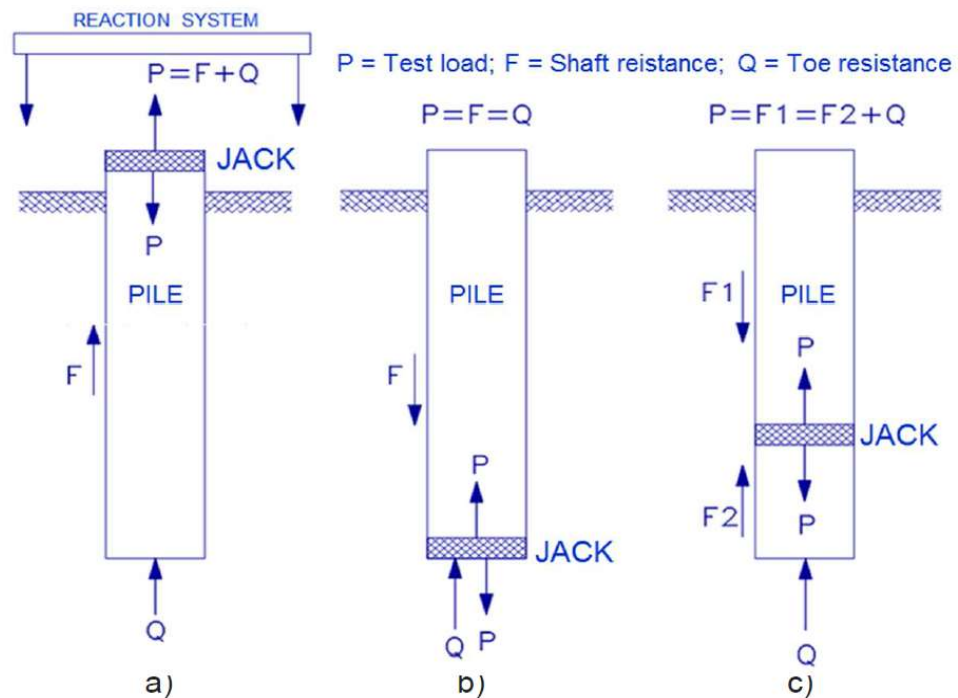 REACTION SYSTEM
P = Test load; F = Shaft reistance; Q = Toe resistance
P=F+Q
P=F=Q
P=F1=F2+Q
JACK
P
PILE
F
Q
a)
PILE
F
P
JACK
Q
P
b)
F1
PILE
P
JACK
F2
P
Q
c)